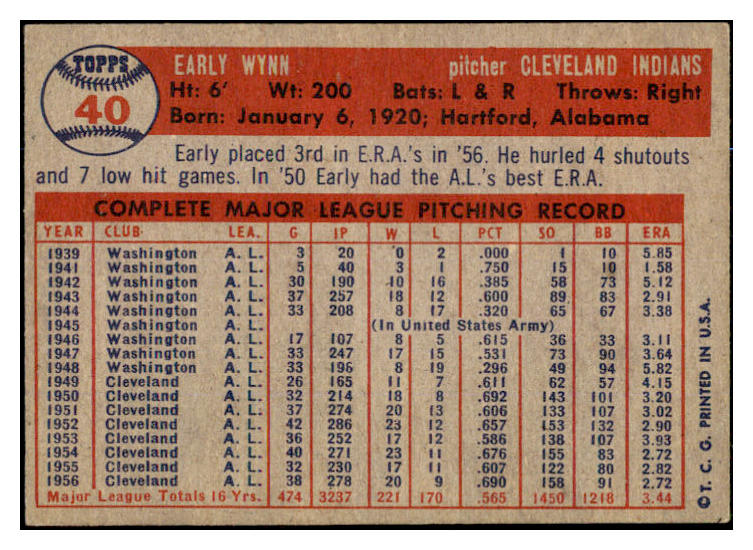 TOPPS
40
EARLY WYNN pitcher CLEVELAND INDIANS
Ht: 6' Wt: 200 Bats: L & R Throws: Right
Born: January 6, 1920; Hartford, Alabama
Early placed 3rd in E.R.A.'s in '56. He hurled 4 shutouts
and 7 low hit games. In '50 Early had the A.L.'s best E.R.A.
COMPLETE MAJOR LEAGUE PITCHING RECORD
YEAR CLUB LEA. G IP W L PCT SO BB ERA
1939 Washington A. L. 3 20 0 2 .000 1 10 5.85
1941 Washington A. L. 5 40 3 1 .750 15 10 1.58
1942 Washington A. L. 30 190 10 16 .385 58 73 5.12
1943 Washington A. L. 37 257 18 12 .600 89 83 2.91
1944 Washington A. L. 33 208 8 17 .320 65 67 3.38
1945 Washington A. L. (In United States Army)
1946 Washington A. L. 17 107 8 5 .615 36 33 3.11
1947 Washington A. L. 33 247 17 15 .531 73 90 3.64
1948 Washington A. L. 33 196 8 19 .296 49 94 5.82
1949 Cleveland A. L. 26 165 11 7 .611 62 57 4.15
1950 Cleveland A. L. 32 214 18 8 .692 143 101 3.20
1951 Cleveland A. L. 37 274 20 13 .606 133 107 3.02
1952 Cleveland A. L. 42 286 23 12 .657 153 132 2.90
1953 Cleveland A. L. 36 252 17 12 .586 138 107 3.93
1954 Cleveland A. L. 40 271 23 11 .676 155 83 2.72
1955 Cleveland A. L. 32 230 17 11 .607 122 80 2.82
1956 Cleveland A. L. 38 278 20 9 .690 158 91 2.72
Major League Totals 16 Yrs. 474 3237 221 170 .565 1450 1218 3.44
© T. C. G. PRINTED IN U.S.A.